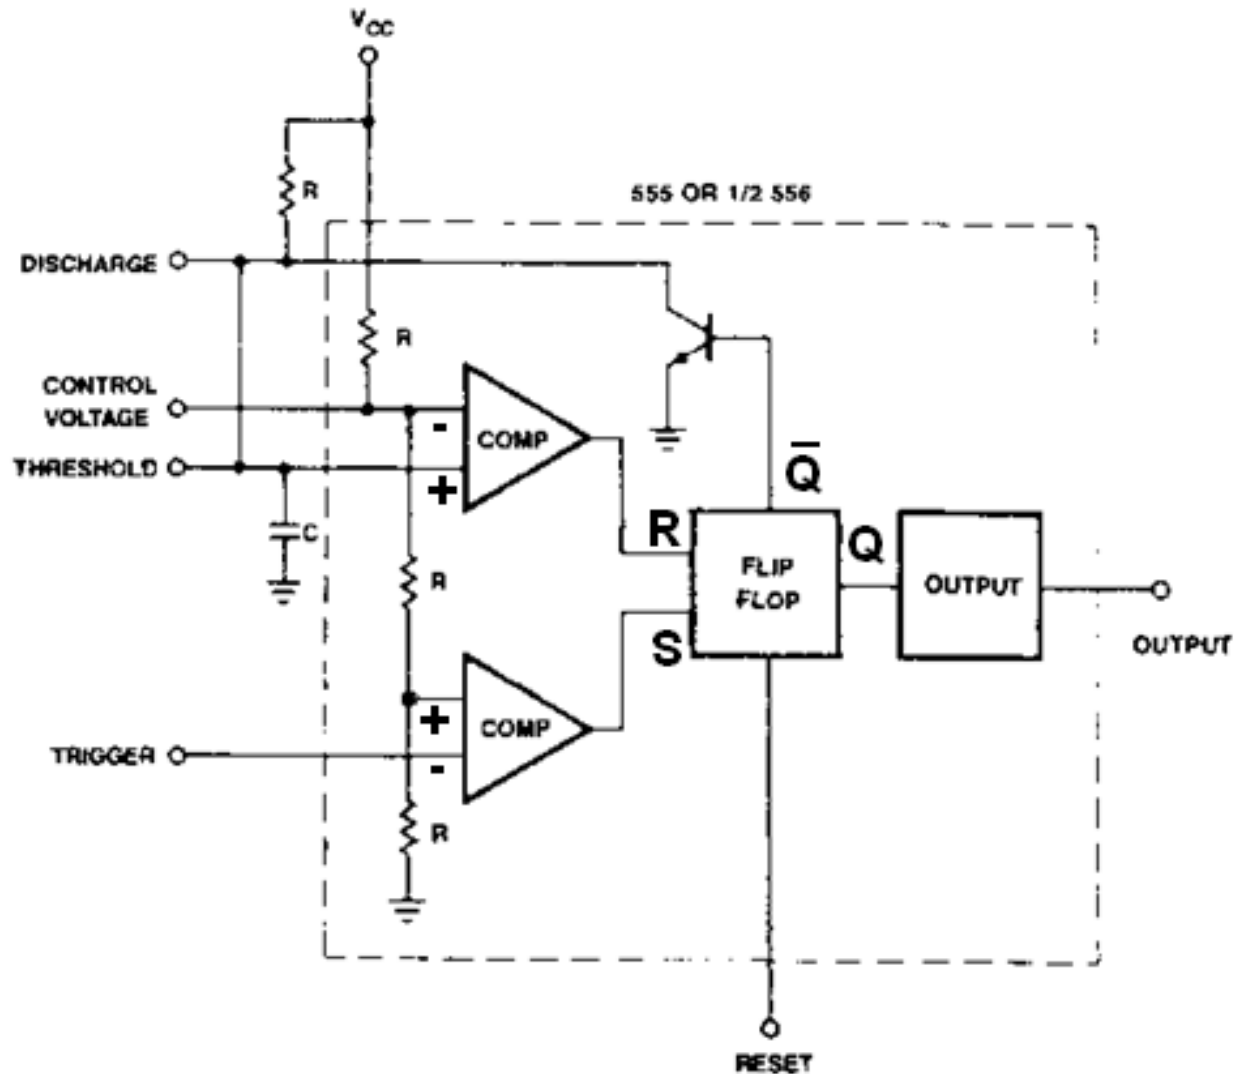 VCC
R
555 OR 1/2 556
DISCHARGE
R
CONTROL
VOLTAGE
-
COMP
THRESHOLD
+
Q̅
C
R
Q
R
FLIP
FLOP
OUTPUT
S
OUTPUT
+
COMP
TRIGGER
-
R
RESET